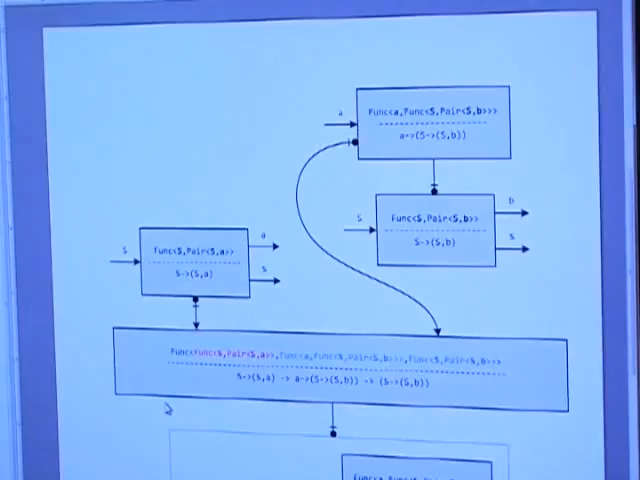 a
Func<a,Func<S,Pair<S,b>>>
a->(S->(S,b))
S
Func<S,Pair<S,b>>
S->(S,b)
b
S
S
Func<S,Pair<S,a>>
S->(S,a)
a
S
Func<Func<S,Pair<S,a>>,Func<a,Func<S,Pair<S,b>>>,Func<S,Pair<S,b>>>
S->(S,a) -> a->(S->(S,b)) -> (S->(S,b))